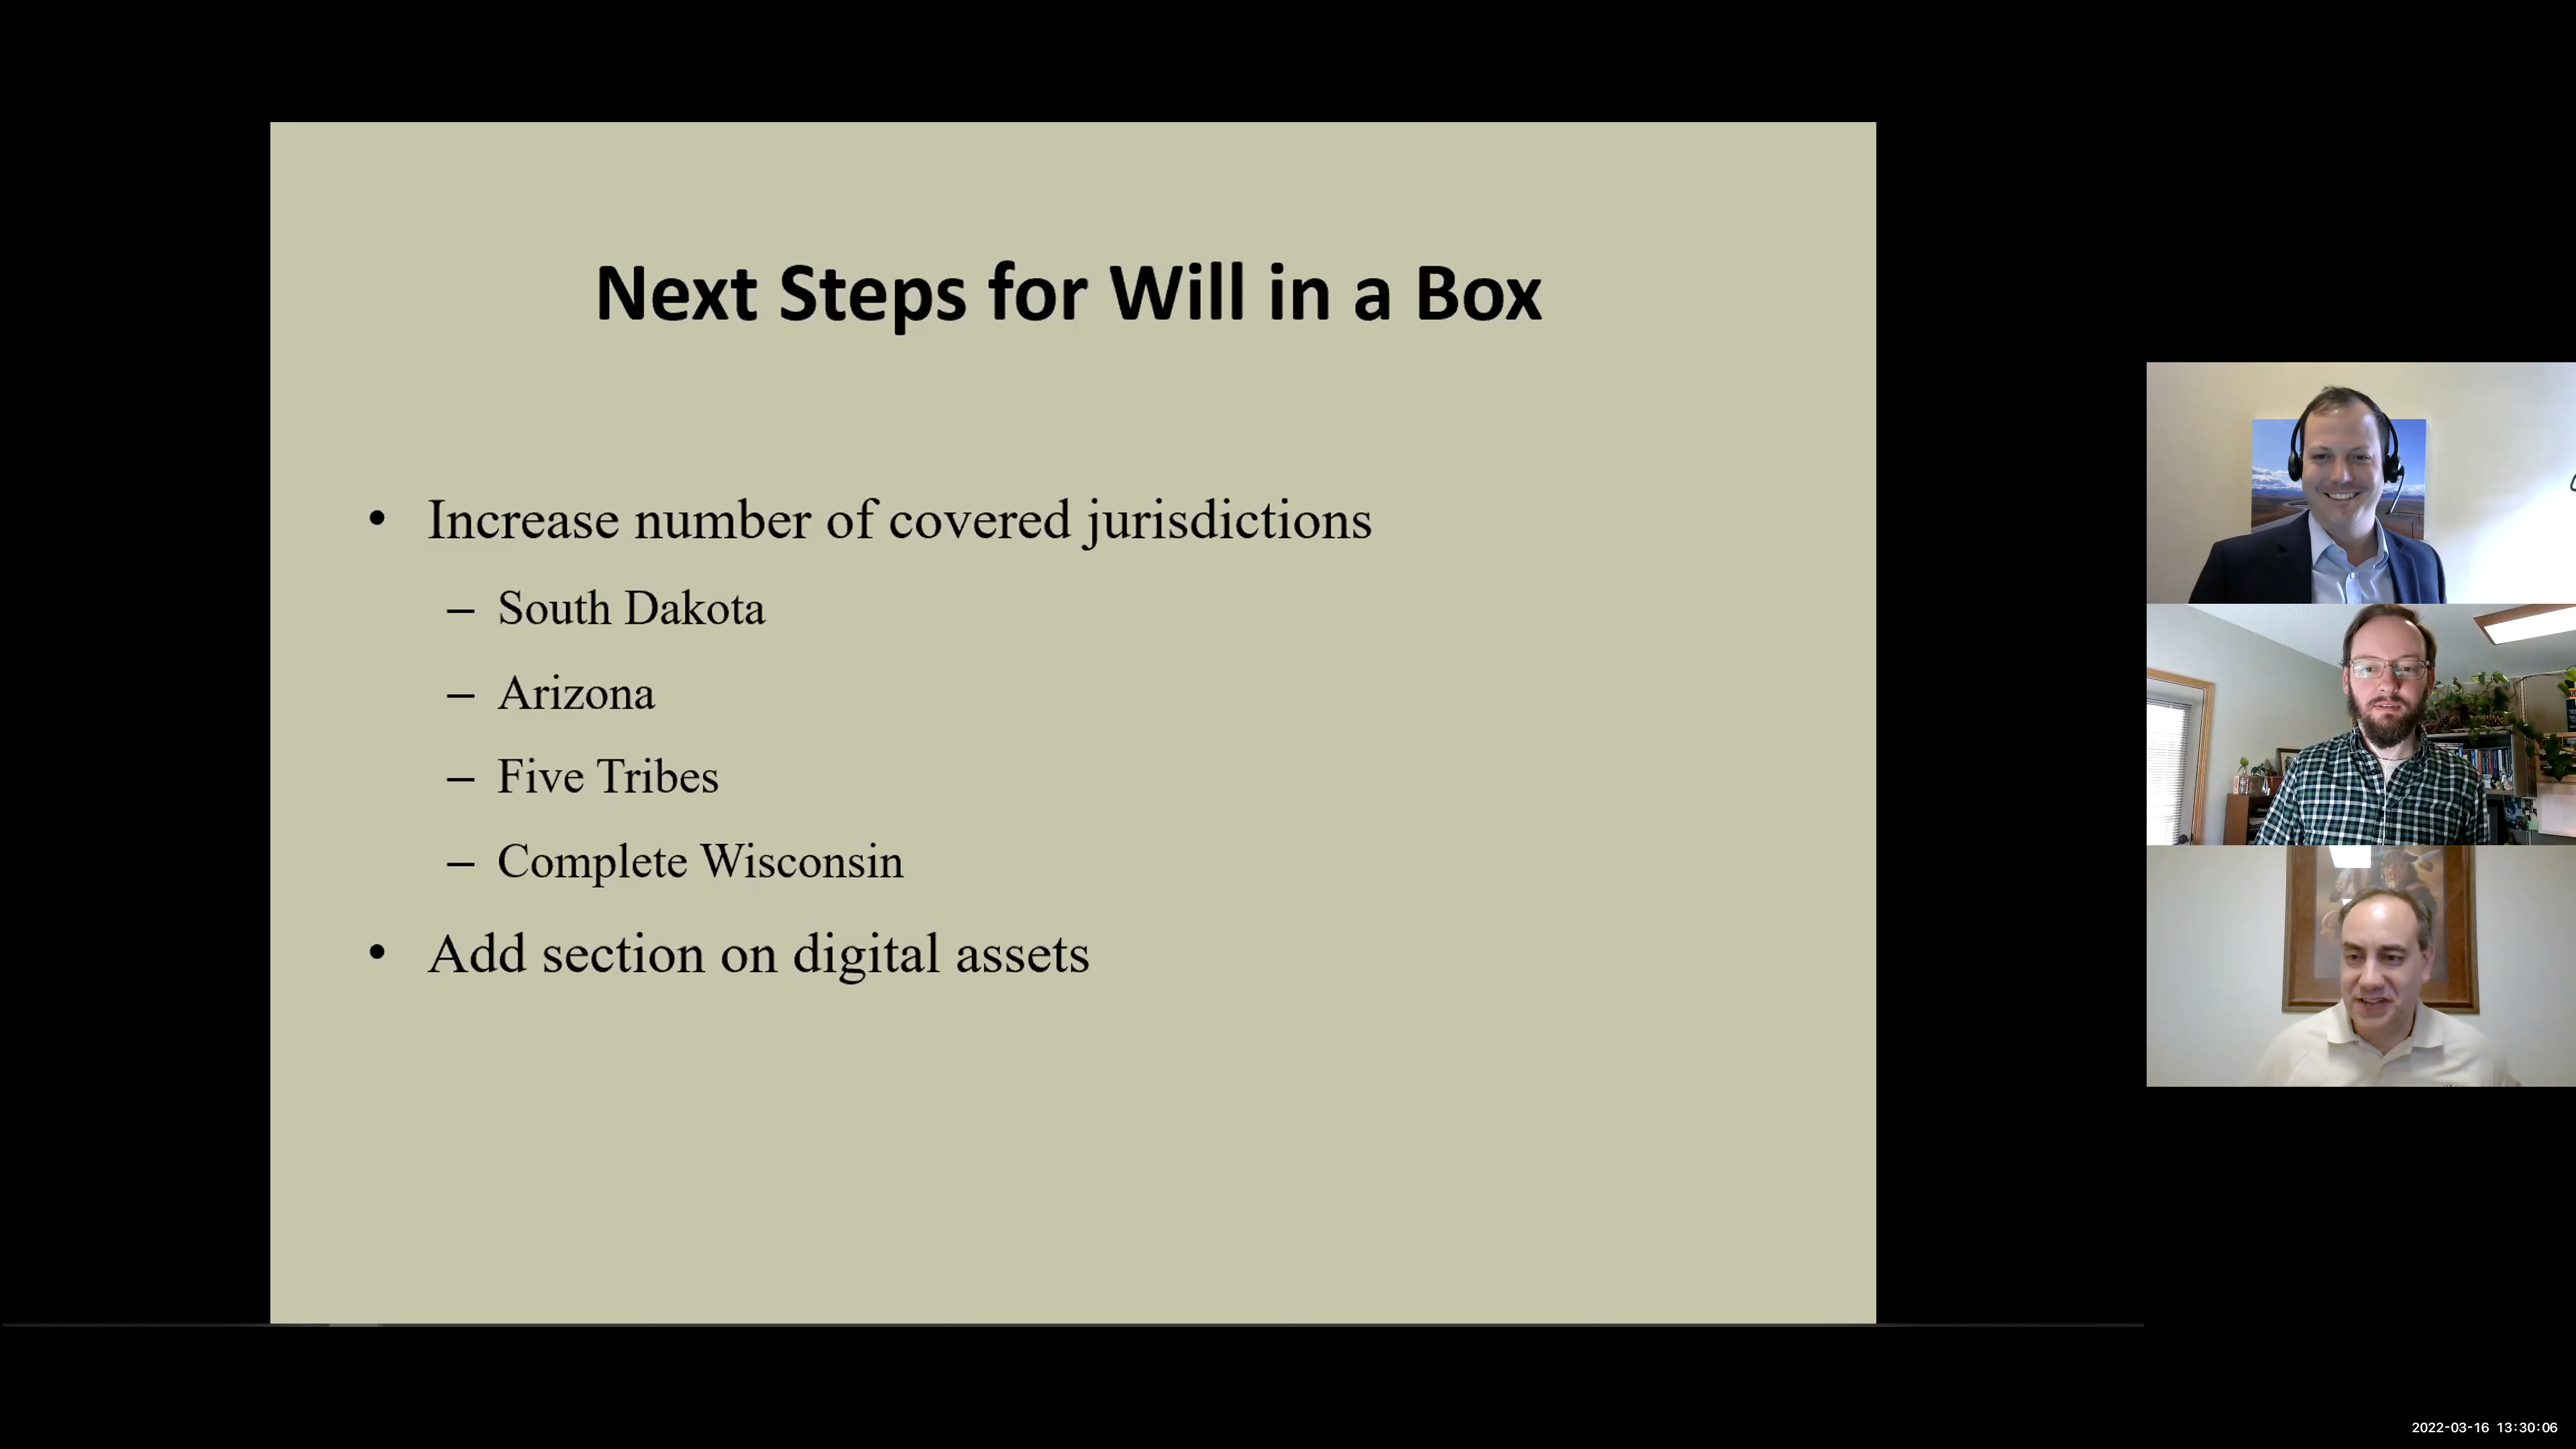 Next Steps for Will in a Box
• Increase number of covered jurisdictions
– South Dakota
– Arizona
– Five Tribes
– Complete Wisconsin
• Add section on digital assets
2022-03-16 13:30:06